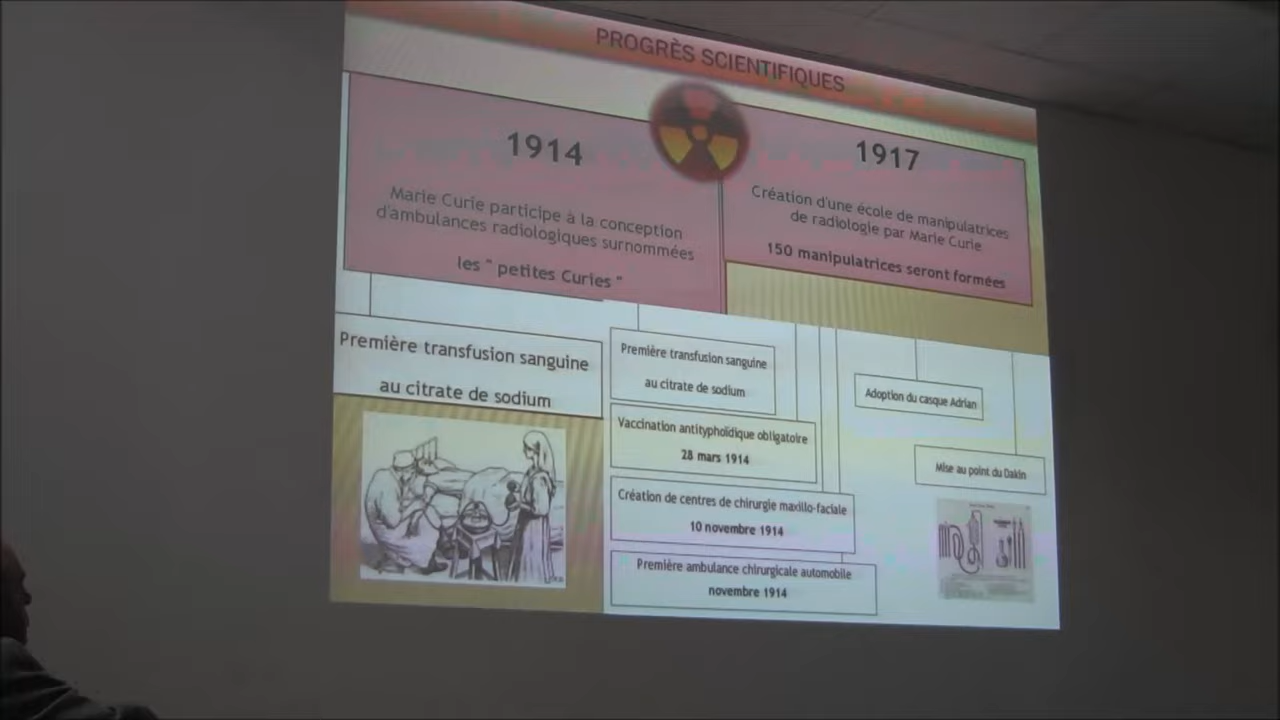 PROGRÈS SCIENTIFIQUES
1914
Marie Curie participe à la conception
d'ambulances radiologiques surnommées
les " petites Curies "
1917
Création d'une école de manipulatrices
de radiologie par Marie Curie
150 manipulatrices seront formées
Première transfusion sanguine
au citrate de sodium
Première transfusion sanguine
au citrate de sodium
Vaccination antityphoïdique obligatoire
28 mars 1914
Création de centres de chirurgie maxillo-faciale
10 novembre 1914
Première ambulance chirurgicale automobile
novembre 1914
Adoption du casque Adrian
Mise au point du Dakin